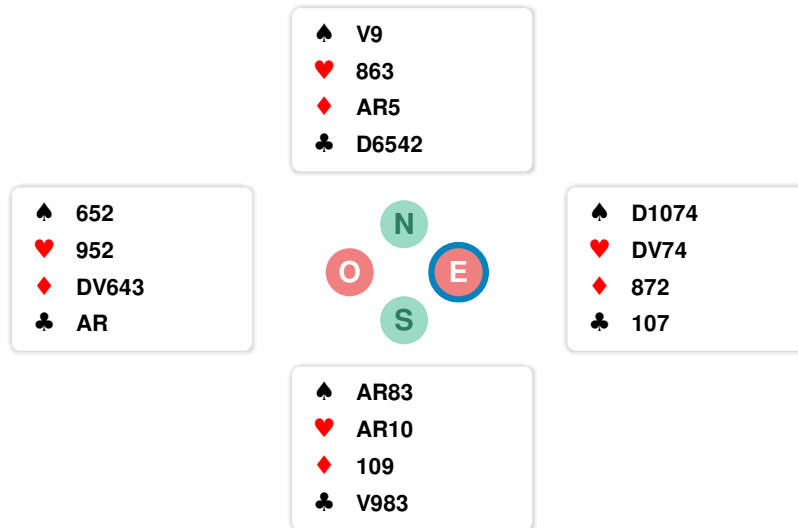 ♠ V9
♥ 863
♦ AR5
♣ D6542
♠ 652
♥ 952
♦ DV643
♣ AR
N
O
E
S
♠ D1074
♥ DV74
♦ 872
♣ 107
♠ AR83
♥ AR10
♦ 109
♣ V983